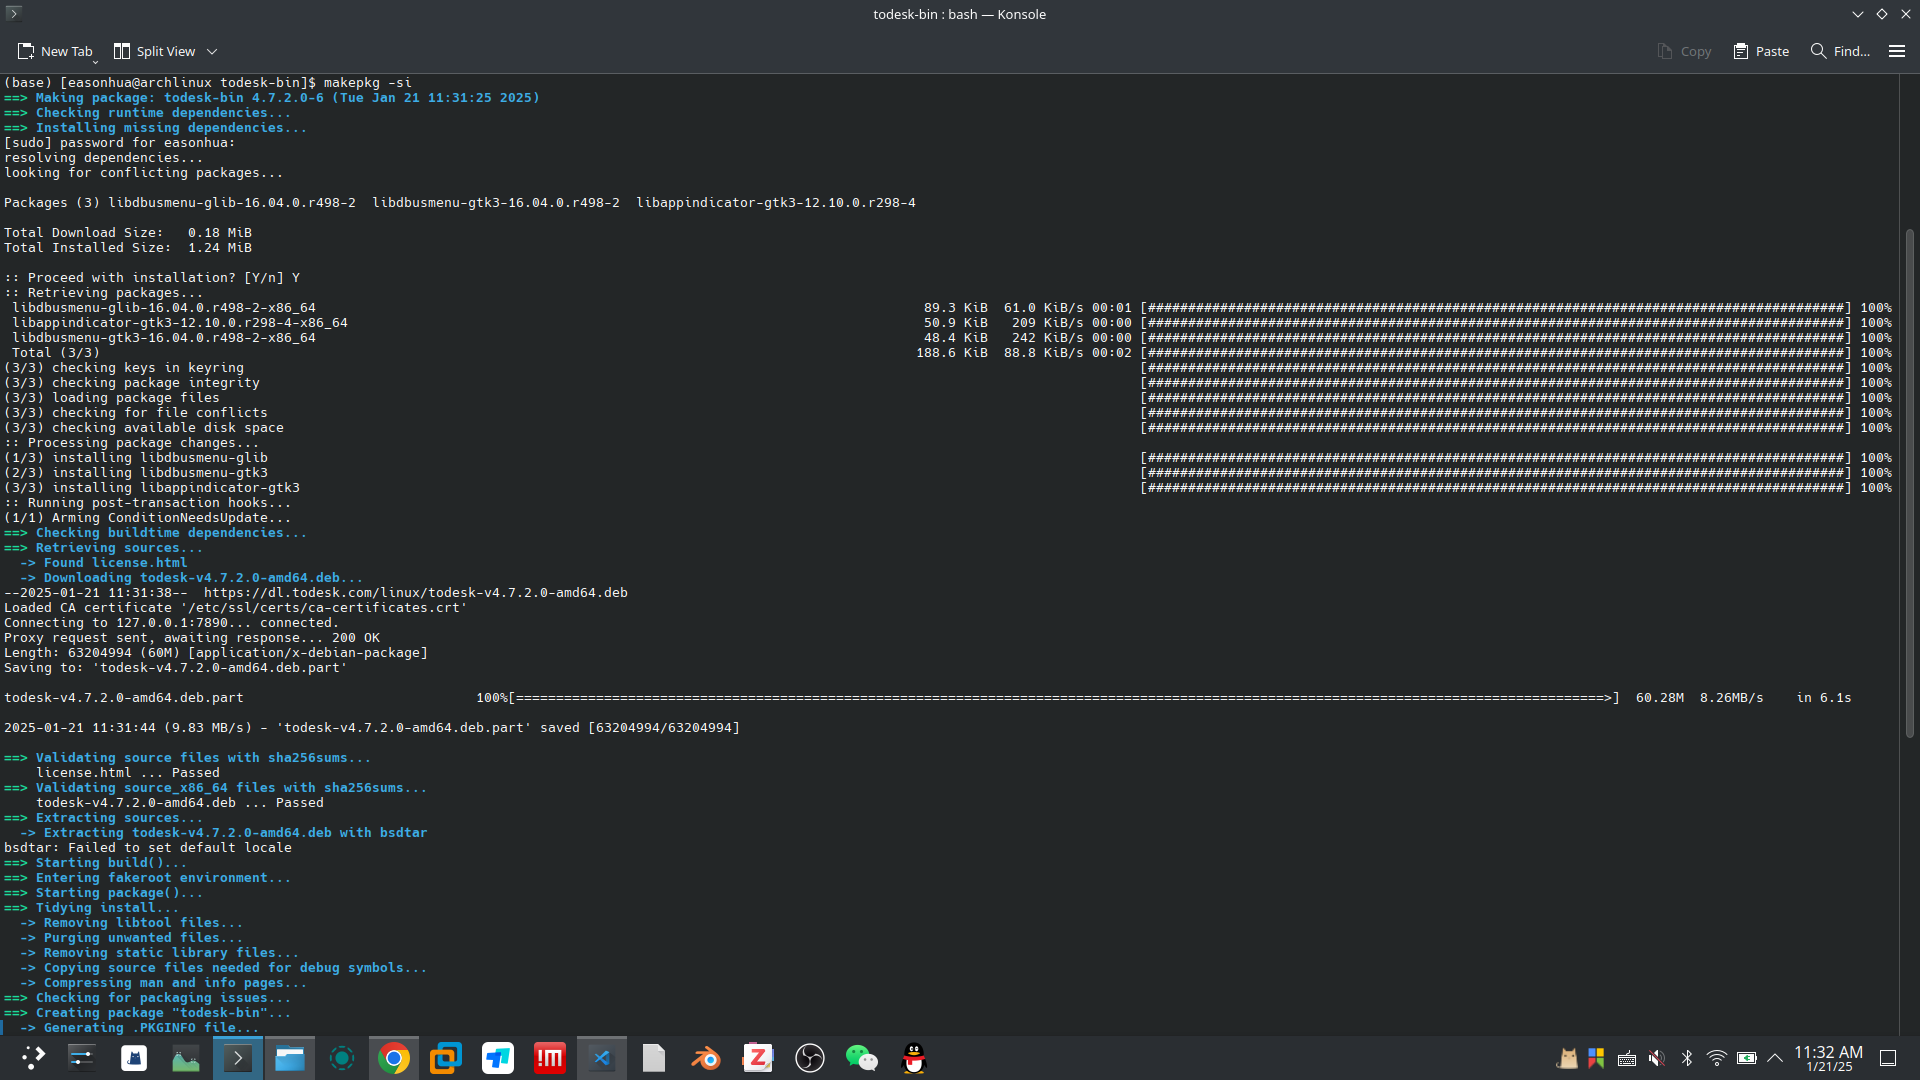 todesk-bin : bash — Konsole
New Tab
Split View
Copy
Paste
Find...
(base) [easonhua@archlinux todesk-bin]$ makepkg -si
==> Making package: todesk-bin 4.7.2.0-6 (Tue Jan 21 11:31:25 2025)
==> Checking runtime dependencies...
==> Installing missing dependencies...
[sudo] password for easonhua:
resolving dependencies...
looking for conflicting packages...
Packages (3) libdbusmenu-glib-16.04.0.r498-2  libdbusmenu-gtk3-16.04.0.r498-2  libappindicator-gtk3-12.10.0.r298-4
Total Download Size:   0.18 MiB
Total Installed Size:  1.24 MiB
:: Proceed with installation? [Y/n] Y
:: Retrieving packages...
libdbusmenu-glib-16.04.0.r498-2-x86_64 89.3 KiB 61.0 KiB/s 00:01 [#######################################################################################] 100%
libappindicator-gtk3-12.10.0.r298-4-x86_64 50.9 KiB 209 KiB/s 00:00 [#######################################################################################] 100%
libdbusmenu-gtk3-16.04.0.r498-2-x86_64 48.4 KiB 242 KiB/s 00:00 [#######################################################################################] 100%
Total (3/3) 188.6 KiB 88.8 KiB/s 00:02 [#######################################################################################] 100%
(3/3) checking keys in keyring [#######################################################################################] 100%
(3/3) checking package integrity [#######################################################################################] 100%
(3/3) loading package files [#######################################################################################] 100%
(3/3) checking for file conflicts [#######################################################################################] 100%
(3/3) checking available disk space [#######################################################################################] 100%
:: Processing package changes...
(1/3) installing libdbusmenu-glib [#######################################################################################] 100%
(2/3) installing libdbusmenu-gtk3 [#######################################################################################] 100%
(3/3) installing libappindicator-gtk3 [#######################################################################################] 100%
:: Running post-transaction hooks...
(1/1) Arming ConditionNeedsUpdate...
==> Checking buildtime dependencies...
==> Retrieving sources...
-> Found license.html
-> Downloading todesk-v4.7.2.0-amd64.deb...
--2025-01-21 11:31:38--  https://dl.todesk.com/linux/todesk-v4.7.2.0-amd64.deb
Loaded CA certificate '/etc/ssl/certs/ca-certificates.crt'
Connecting to 127.0.0.1:7890... connected.
Proxy request sent, awaiting response... 200 OK
Length: 63204994 (60M) [application/x-debian-package]
Saving to: 'todesk-v4.7.2.0-amd64.deb.part'
todesk-v4.7.2.0-amd64.deb.part 100%[========================================================================================================================================>] 60.28M 8.26MB/s in 6.1s
2025-01-21 11:31:44 (9.83 MB/s) - 'todesk-v4.7.2.0-amd64.deb.part' saved [63204994/63204994]
==> Validating source files with sha256sums...
license.html ... Passed
==> Validating source_x86_64 files with sha256sums...
todesk-v4.7.2.0-amd64.deb ... Passed
==> Extracting sources...
-> Extracting todesk-v4.7.2.0-amd64.deb with bsdtar
bsdtar: Failed to set default locale
==> Starting build()...
==> Entering fakeroot environment...
==> Starting package()...
==> Tidying install...
-> Removing libtool files...
-> Purging unwanted files...
-> Removing static library files...
-> Copying source files needed for debug symbols...
-> Compressing man and info pages...
==> Checking for packaging issues...
==> Creating package "todesk-bin"...
-> Generating .PKGINFO file...
!M
Z
11:32 AM
1/21/25